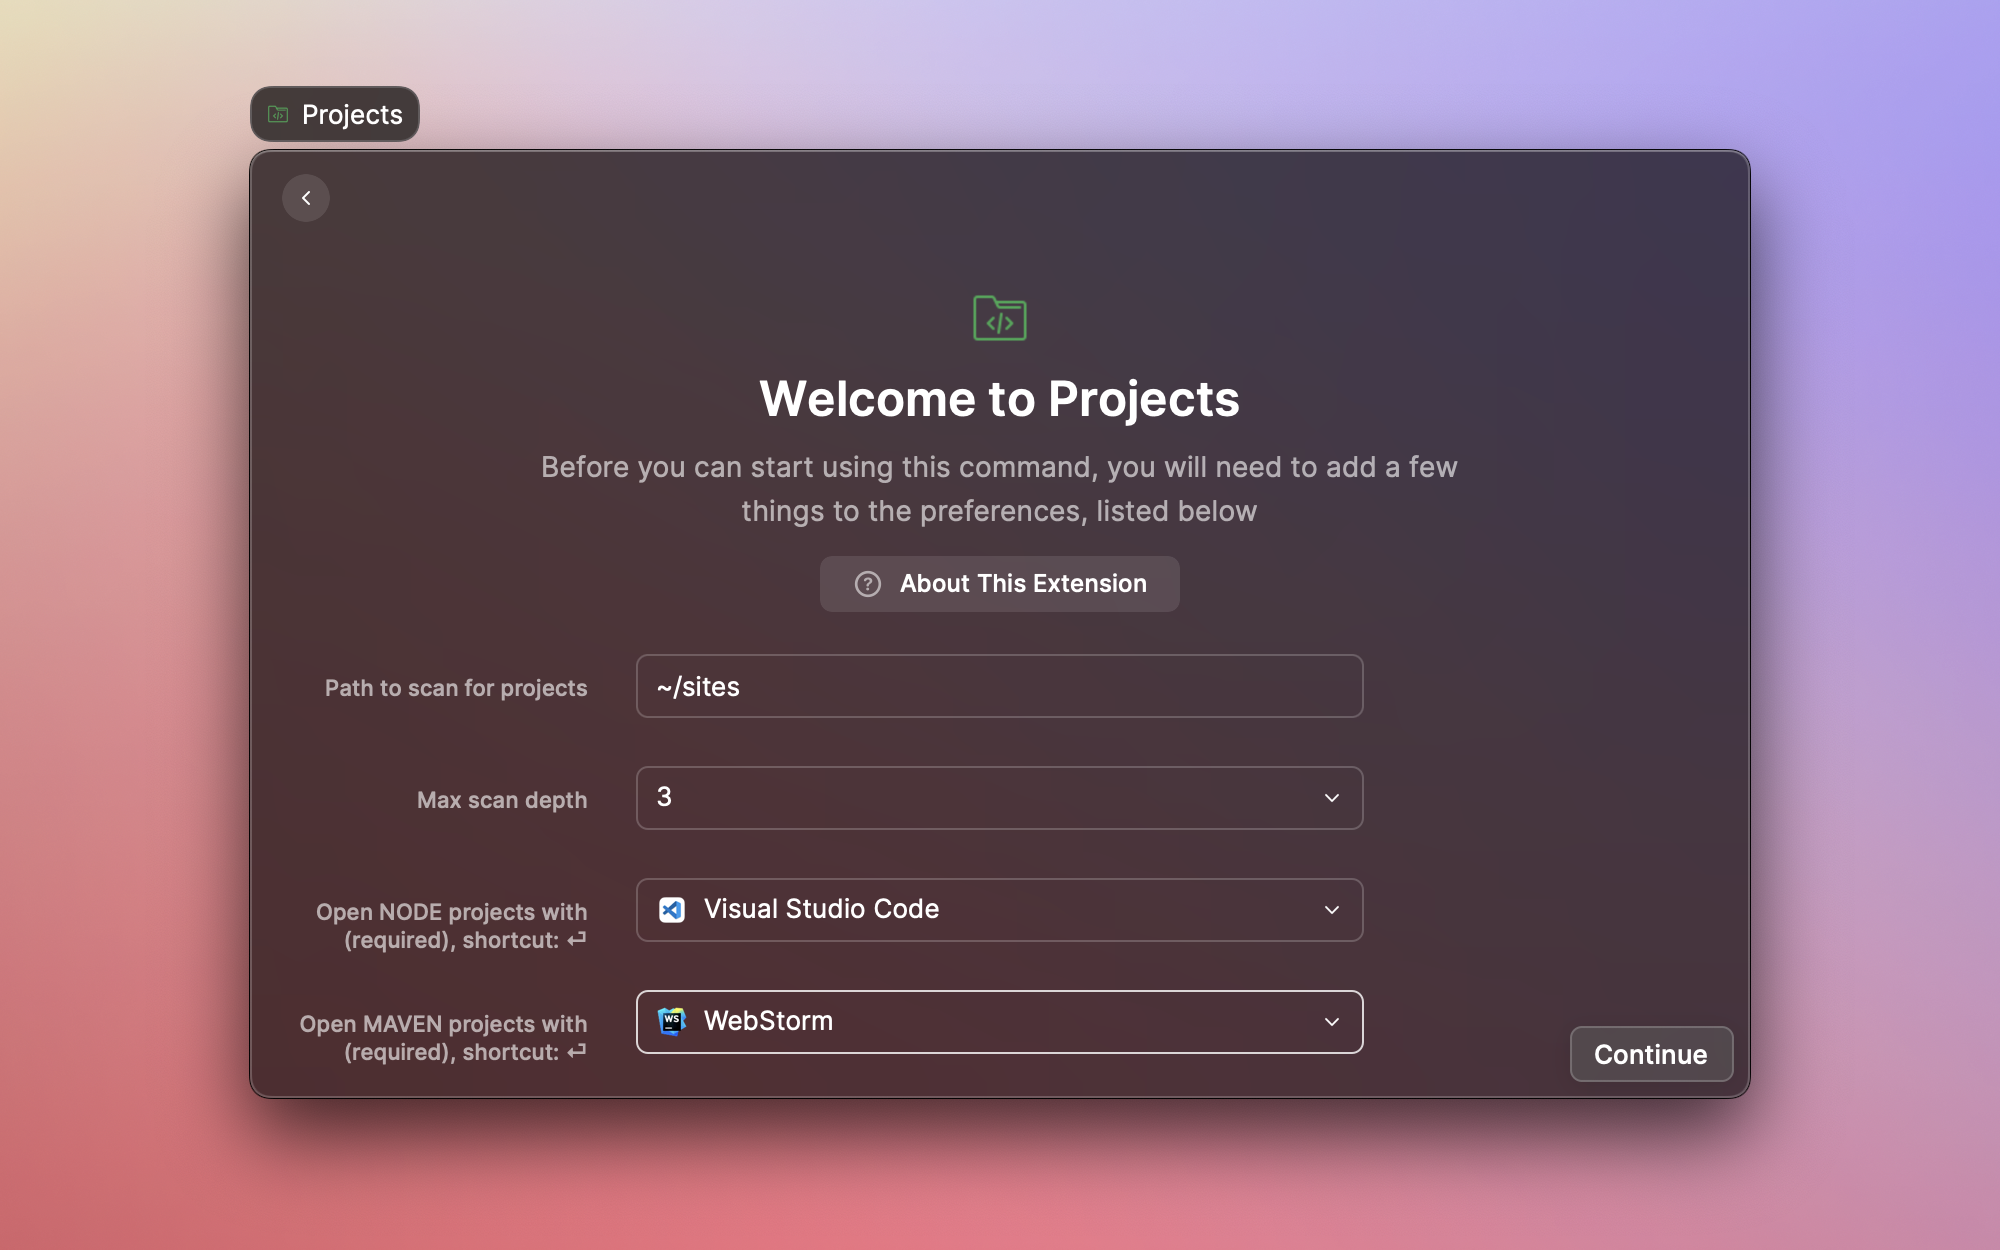 Projects
Welcome to Projects
Before you can start using this command, you will need to add a few
things to the preferences, listed below
? About This Extension
Path to scan for projects
~/sites
Max scan depth
3
Open NODE projects with
(required), shortcut: ⏎
Visual Studio Code
Open MAVEN projects with
(required), shortcut: ⏎
WS
WebStorm
Continue